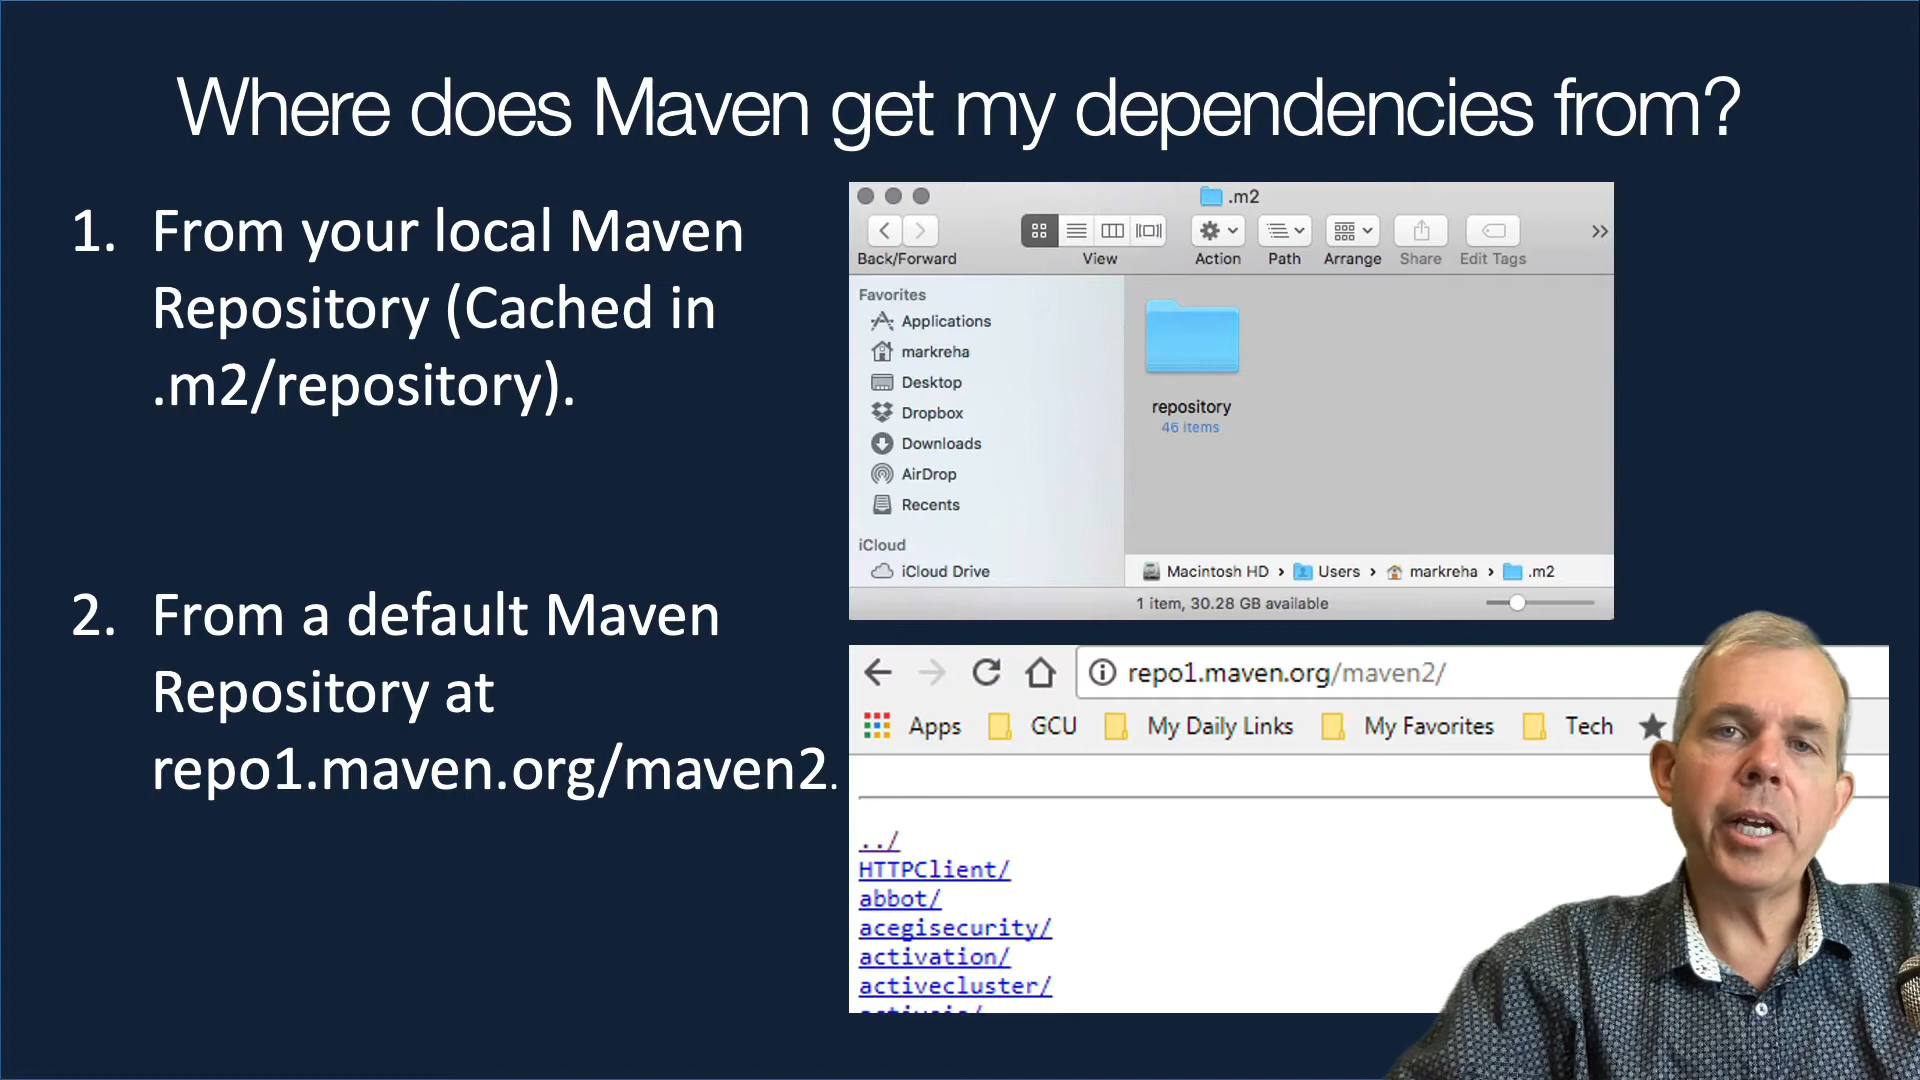 Where does Maven get my dependencies from?
1. From your local Maven
Repository (Cached in
.m2/repository).
2. From a default Maven
Repository at
repo1.maven.org/maven2.
.m2
Back/Forward
View
Action
Path
Arrange
Share
Edit Tags
Favorites
Applications
markreha
Desktop
Dropbox
Downloads
AirDrop
Recents
iCloud
iCloud Drive
repository
46 items
Macintosh HD › Users › markreha › .m2
1 item, 30.28 GB available
repo1.maven.org/maven2/
Apps GCU My Daily Links My Favorites Tech
../
HTTPClient/
abbot/
acegisecurity/
activation/
activecluster/